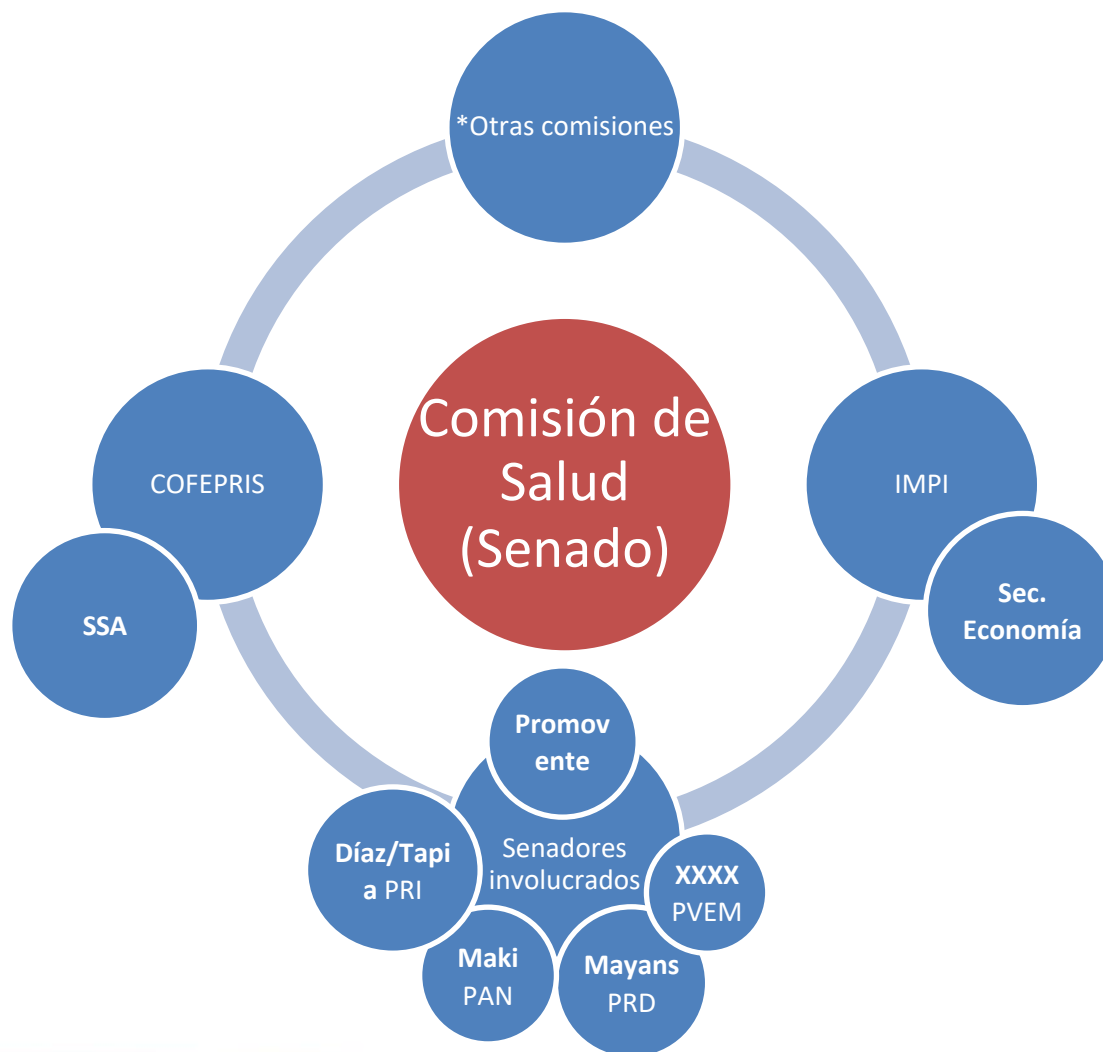 *Otras comisiones
Comisión de
Salud
(Senado)
COFEPRIS
SSA
IMPI
Sec.
Economía
Promov
ente
Senadores
involucrados
Díaz/Tapi
a PRI
XXXX
PVEM
Maki
PAN
Mayans
PRD